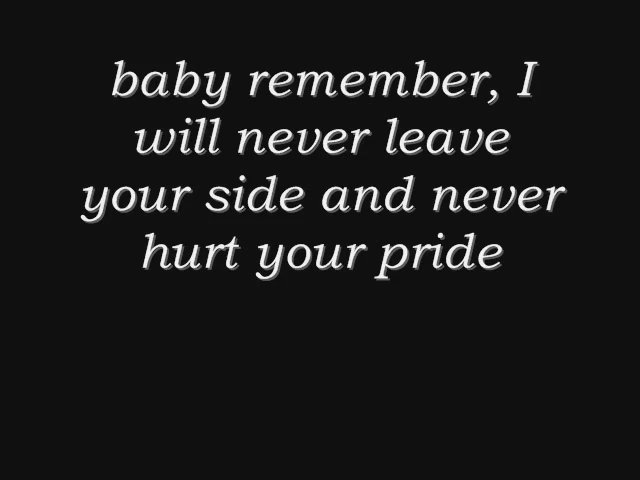 baby remember, I
will never leave
your side and never
hurt your pride